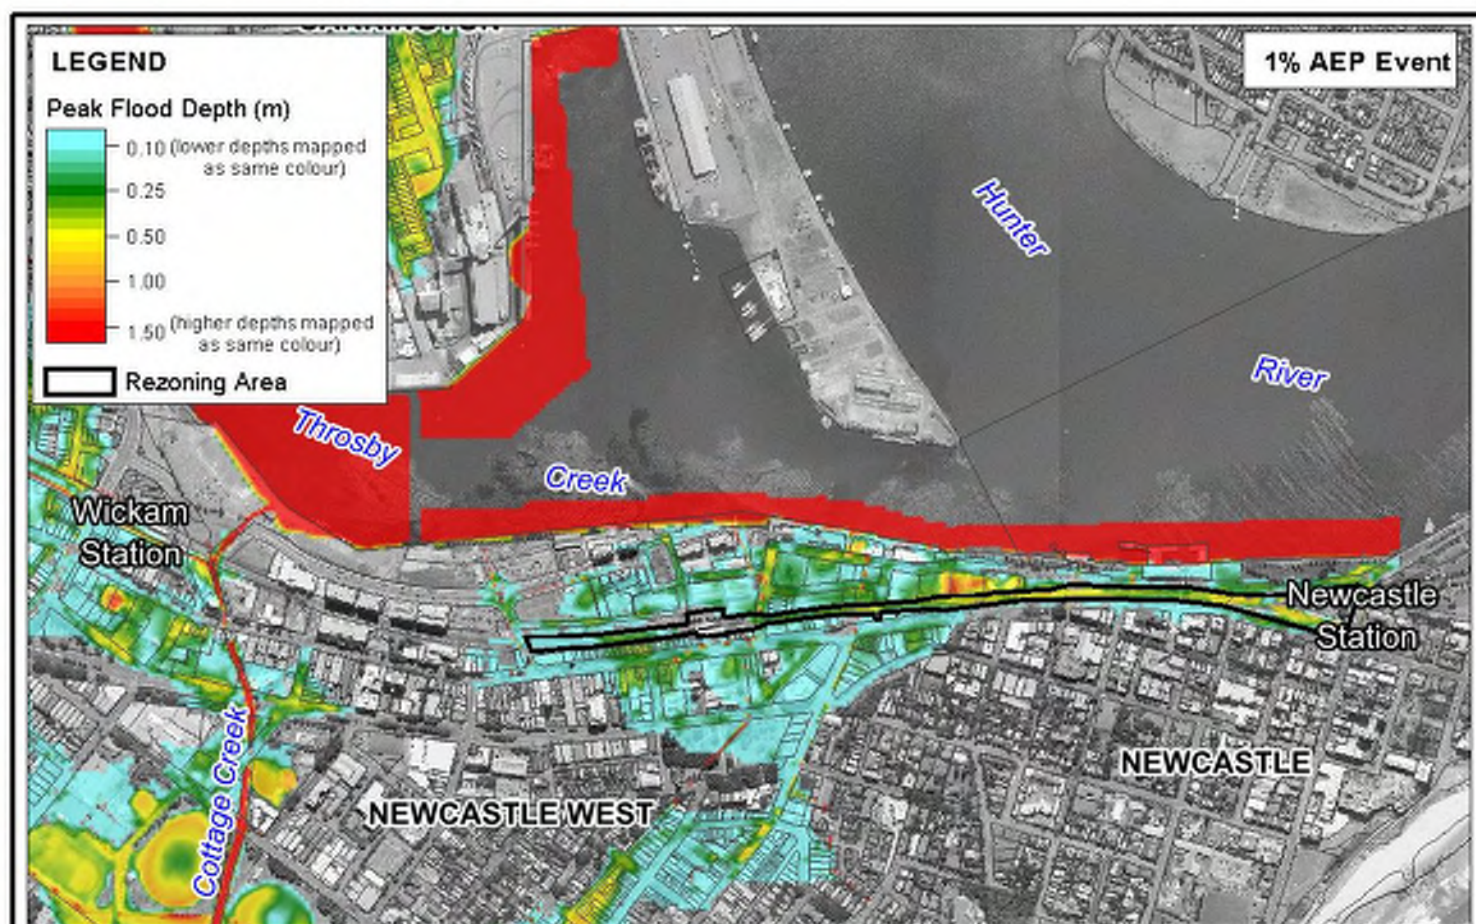 CARRINGTON
LEGEND
Peak Flood Depth (m)
0.10 (lower depths mapped
as same colour)
0.25
0.50
1.00
1.50 (higher depths mapped
as same colour)
Rezoning Area
1% AEP Event
Hunter
River
Throsby
Creek
Wickam
Station
Newcastle
Station
NEWCASTLE
NEWCASTLE WEST
Cottage Creek